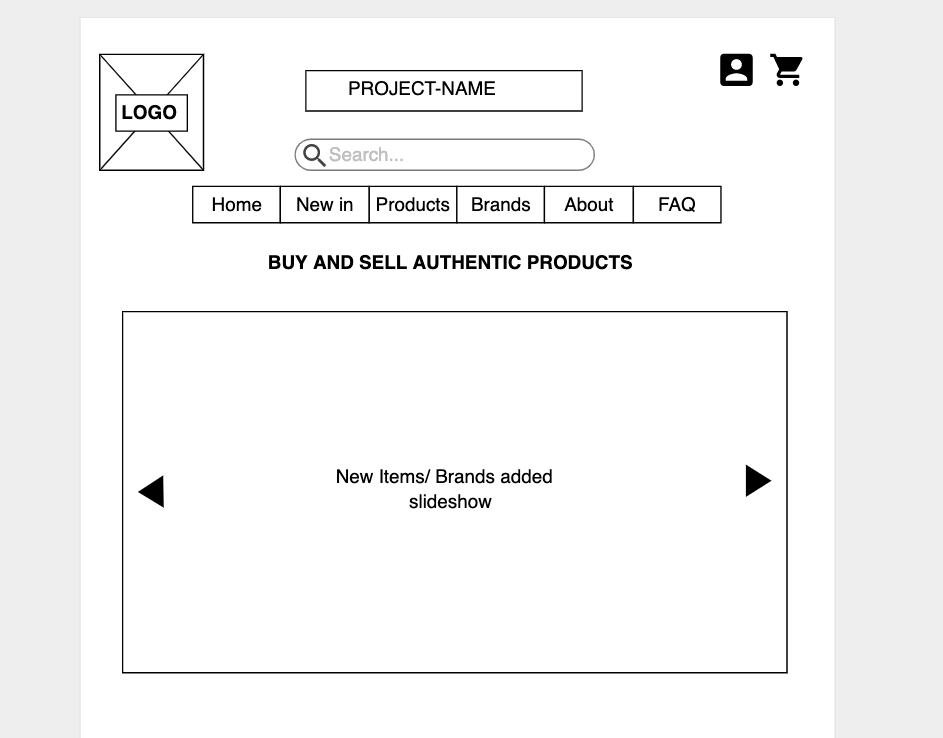 LOGO
PROJECT-NAME
Search...
Home New in Products Brands About FAQ
BUY AND SELL AUTHENTIC PRODUCTS
New Items/ Brands added
slideshow